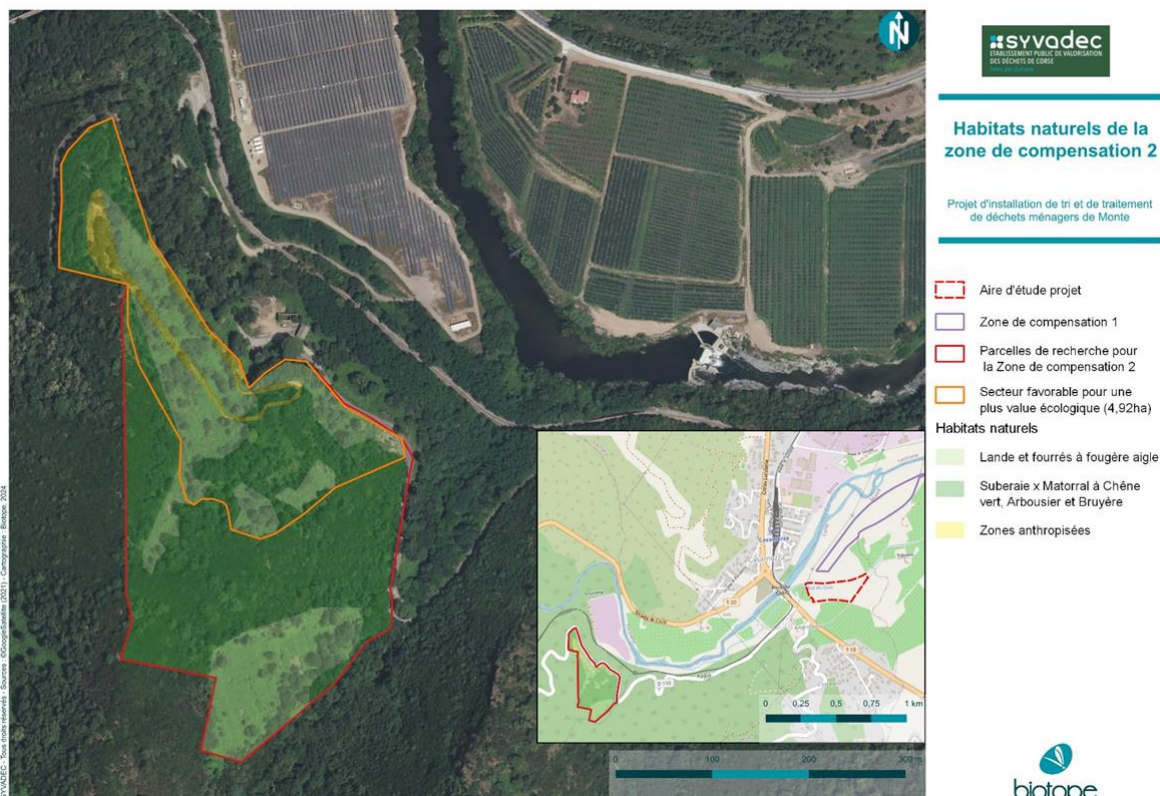 N
syvadec
ETABLISSEMENT PUBLIC DE VALORISATION
DES DÉCHETS DE CORSE
Habitats naturels de la
zone de compensation 2
Projet d'installation de tri et de traitement
de déchets ménagers de Monte
Aire d'étude projet
Zone de compensation 1
Parcelles de recherche pour
la Zone de compensation 2
Secteur favorable pour une
plus value écologique (4,92ha)
Habitats naturels
Lande et fourrés à fougère aigle
Suberaie x Matorral à Chêne
vert, Arbousier et Bruyère
Zones anthropisées
T 20
T 10
0 0,25 0,5 0,75 1 km
0 100 200 300 m
SYVADEC - Tous droits réservés - Sources : ©GoogleSatellite (2021) - Cartographie : Biotope, 2024
biotope